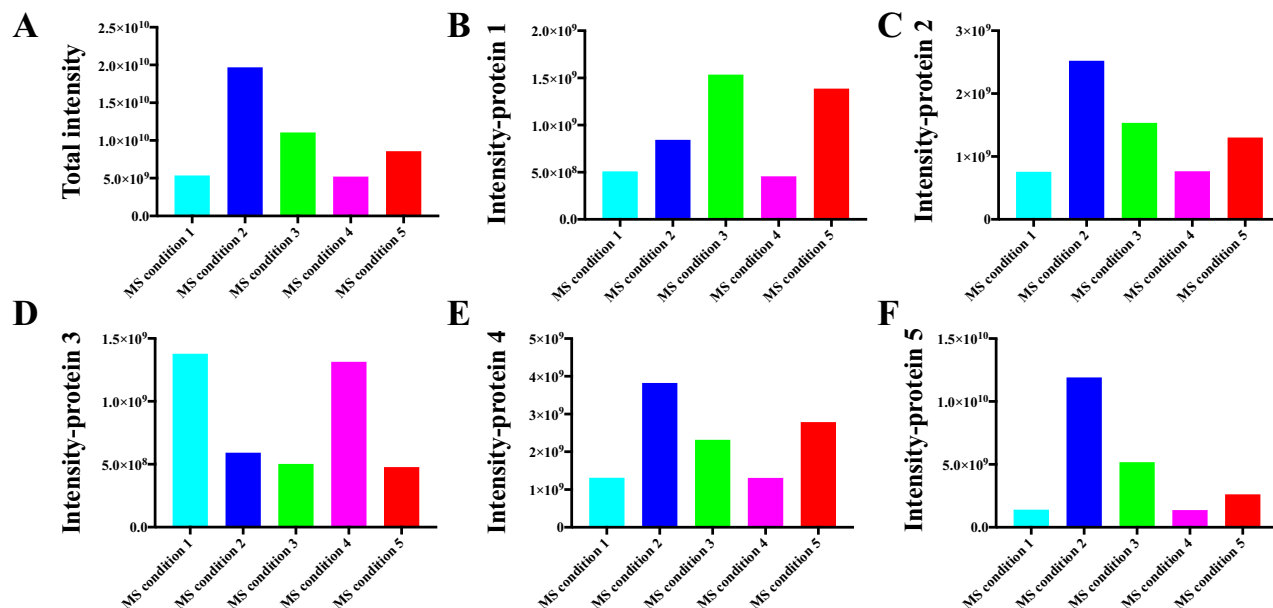 A
Total intensity
2.5×10¹⁰
2.0×10¹⁰
1.5×10¹⁰
1.0×10¹⁰
5.0×10⁹
0.0
MS condition 1
MS condition 2
MS condition 3
MS condition 4
MS condition 5
B
Intensity-protein 1
2.0×10⁹
1.5×10⁹
1.0×10⁹
5.0×10⁸
0.0
MS condition 1
MS condition 2
MS condition 3
MS condition 4
MS condition 5
C
Intensity-protein 2
3×10⁹
2×10⁹
1×10⁹
0
MS condition 1
MS condition 2
MS condition 3
MS condition 4
MS condition 5
D
Intensity-protein 3
1.5×10⁹
1.0×10⁹
5.0×10⁸
0.0
MS condition 1
MS condition 2
MS condition 3
MS condition 4
MS condition 5
E
Intensity-protein 4
5×10⁹
4×10⁹
3×10⁹
2×10⁹
1×10⁹
0
MS condition 1
MS condition 2
MS condition 3
MS condition 4
MS condition 5
F
Intensity-protein 5
1.5×10¹⁰
1.0×10¹⁰
5.0×10⁹
0.0
MS condition 1
MS condition 2
MS condition 3
MS condition 4
MS condition 5